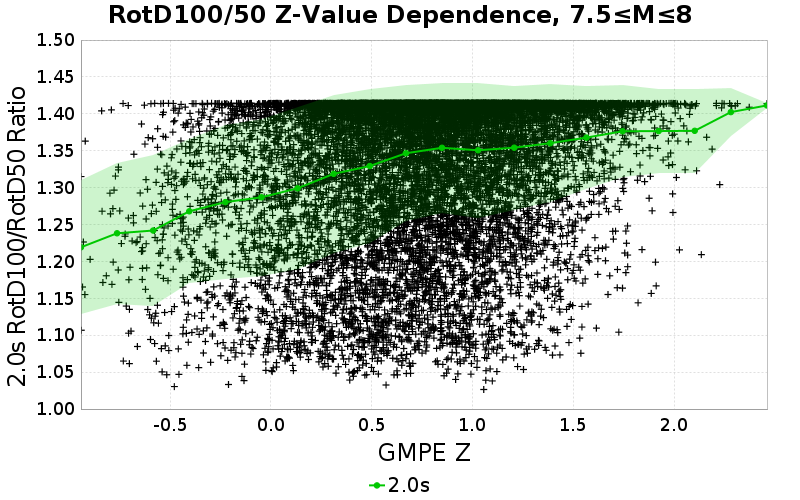 RotD100/50 Z-Value Dependence, 7.5≤M≤8
2.0s RotD100/RotD50 Ratio
1.50
1.45
1.40
1.35
1.30
1.25
1.20
1.15
1.10
1.05
1.00
-0.5 0.0 0.5 1.0 1.5 2.0
GMPE Z
2.0s